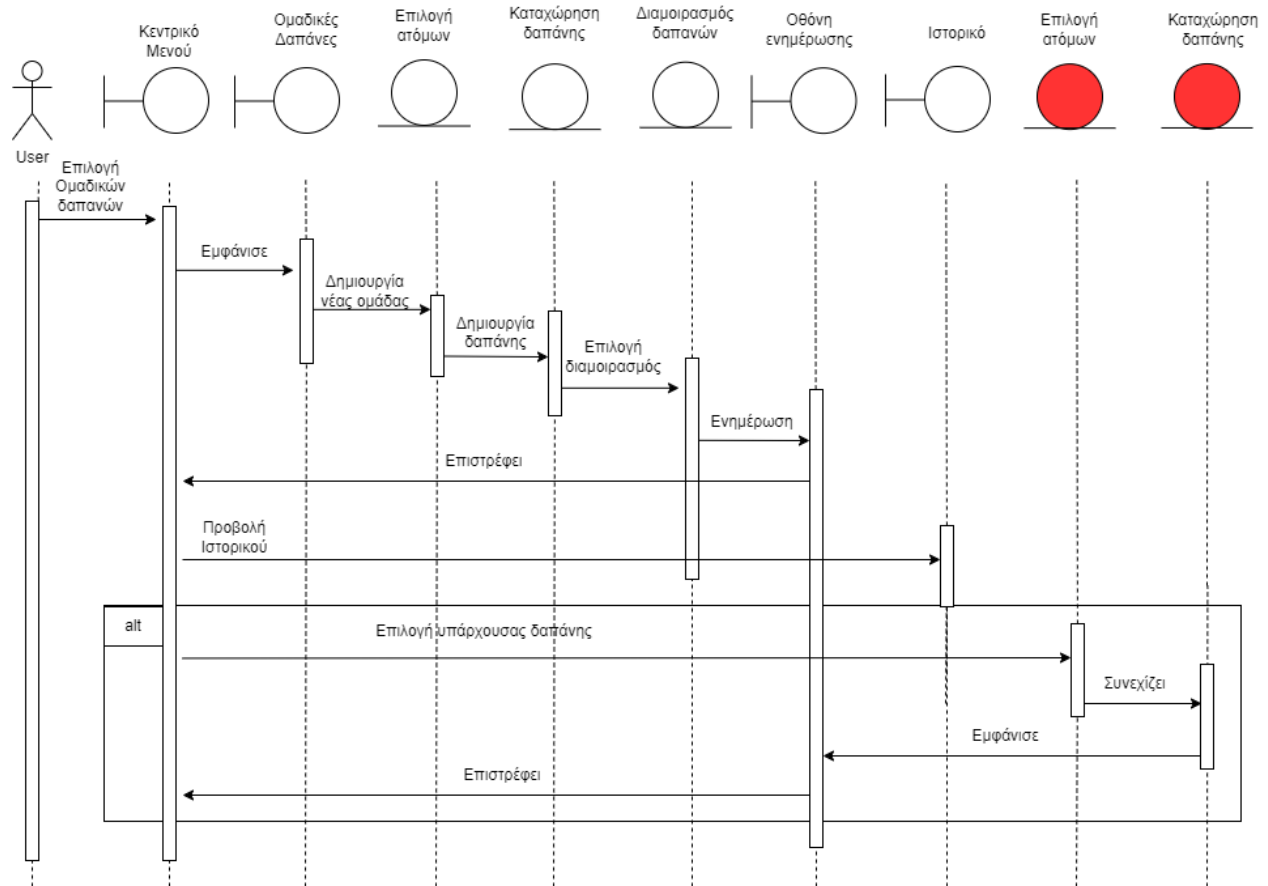 Κεντρικό
Μενού
Ομαδικές
Δαπάνες
Επιλογή
ατόμων
Καταχώρηση
δαπάνης
Διαμοιρασμός
δαπανών
Οθόνη
ενημέρωσης
Ιστορικό
Επιλογή
ατόμων
Καταχώρηση
δαπάνης
User
Επιλογή
Ομαδικών
δαπανών
Εμφάνισε
Δημιουργία
νέας ομάδας
Δημιουργία
δαπάνης
Επιλογή
διαμοιρασμός
Ενημέρωση
Επιστρέφει
Προβολή
Ιστορικού
alt
Επιλογή υπάρχουσας δαπάνης
Συνεχίζει
Εμφάνισε
Επιστρέφει